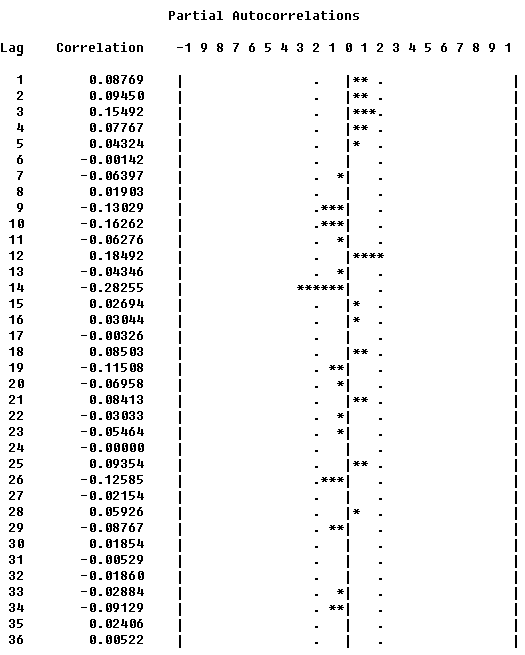 Partial Autocorrelations
Lag Correlation -1 9 8 7 6 5 4 3 2 1 0 1 2 3 4 5 6 7 8 9 1
1 0.08769 | . |** . |
2 0.09450 | . |** . |
3 0.15492 | . |***. |
4 0.07767 | . |** . |
5 0.04324 | . |* . |
6 -0.00142 | . | . |
7 -0.06397 | . *| . |
8 0.01903 | . | . |
9 -0.13029 | .***| . |
10 -0.16262 | .***| . |
11 -0.06276 | . *| . |
12 0.18492 | . |**** |
13 -0.04346 | . *| . |
14 -0.28255 | ******| . |
15 0.02694 | . |* . |
16 0.03044 | . |* . |
17 -0.00326 | . | . |
18 0.08503 | . |** . |
19 -0.11508 | . **| . |
20 -0.06958 | . *| . |
21 0.08413 | . |** . |
22 -0.03033 | . *| . |
23 -0.05464 | . *| . |
24 -0.00000 | . | . |
25 0.09354 | . |** . |
26 -0.12585 | .***| . |
27 -0.02154 | . | . |
28 0.05926 | . |* . |
29 -0.08767 | . **| . |
30 0.01854 | . | . |
31 -0.00529 | . | . |
32 -0.01860 | . | . |
33 -0.02884 | . *| . |
34 -0.09129 | . **| . |
35 0.02406 | . | . |
36 0.00522 | . | . |